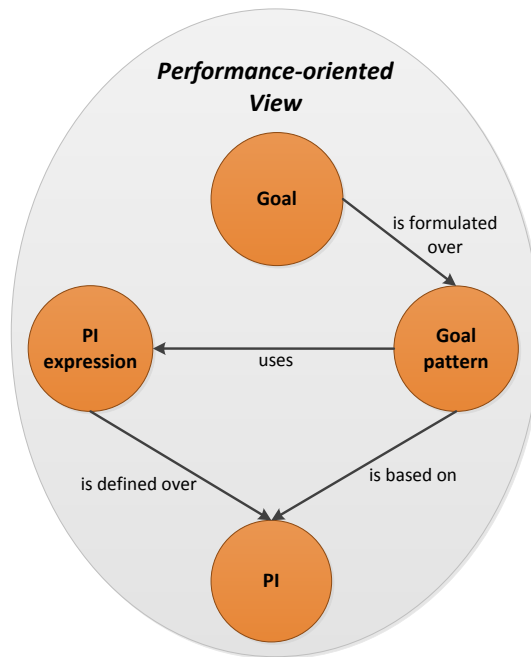 Performance-oriented
View
Goal
is formulated
over
PI
expression
uses
Goal
pattern
is defined over
is based on
PI